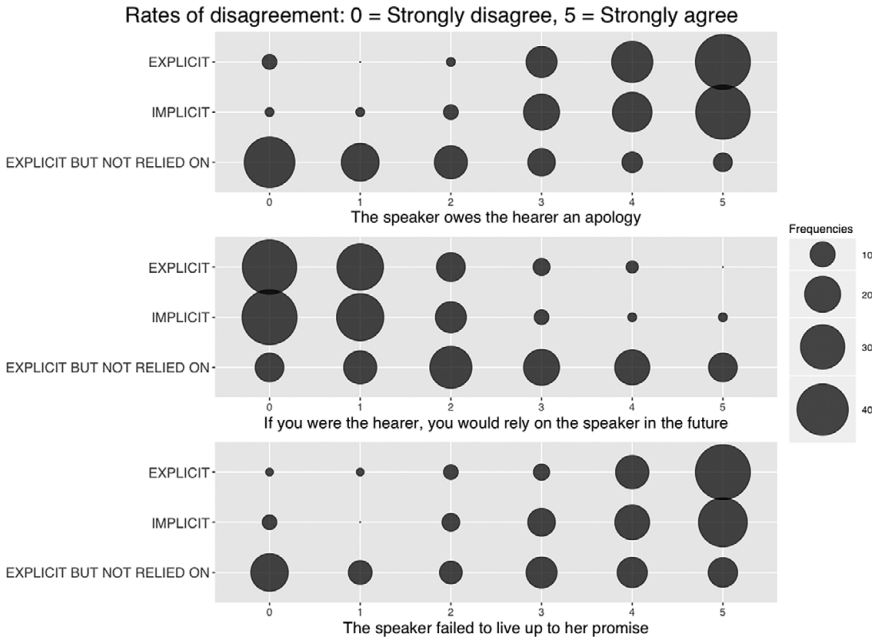 Rates of disagreement: 0 = Strongly disagree, 5 = Strongly agree
EXPLICIT
IMPLICIT
EXPLICIT BUT NOT RELIED ON
0 1 2 3 4 5
The speaker owes the hearer an apology
EXPLICIT
IMPLICIT
EXPLICIT BUT NOT RELIED ON
0 1 2 3 4 5
If you were the hearer, you would rely on the speaker in the future
EXPLICIT
IMPLICIT
EXPLICIT BUT NOT RELIED ON
0 1 2 3 4 5
The speaker failed to live up to her promise
Frequencies
10
20
30
40